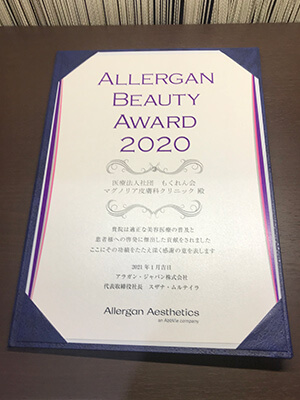 ALLERGAN
BEAUTY
AWARD
2020
医療法人社団　もくれん会
マグノリア皮膚科クリニック 殿
貴院は適正な美容医療の普及と
患者様への啓発に傑出した貢献をされました
ここにその功績をたたえ深く感謝の意を表します
2021年1月吉日
アラガン・ジャパン株式会社
代表取締役社長　スザナ・ムルテイラ
Allergan Aesthetics
an AbbVie company